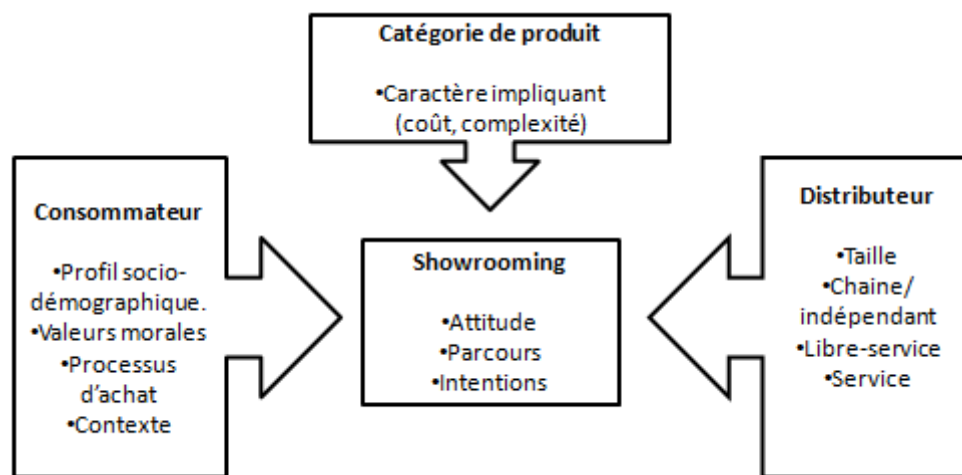 Catégorie de produit
•Caractère impliquant
(coût, complexité)
Consommateur
•Profil socio-
démographique.
•Valeurs morales
•Processus
d'achat
•Contexte
Showrooming
•Attitude
•Parcours
•Intentions
Distributeur
•Taille
•Chaine/
indépendant
•Libre-service
•Service